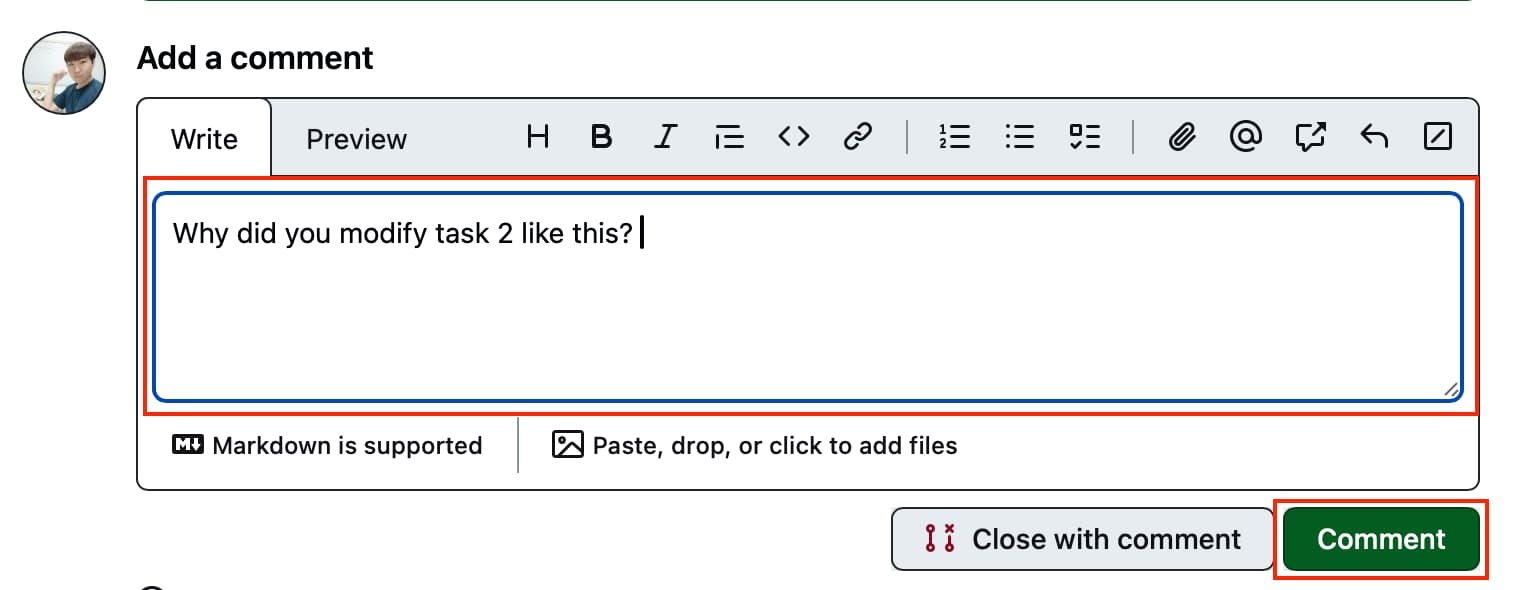 Add a comment
Write Preview
Why did you modify task 2 like this?
Markdown is supported Paste, drop, or click to add files
Close with comment Comment